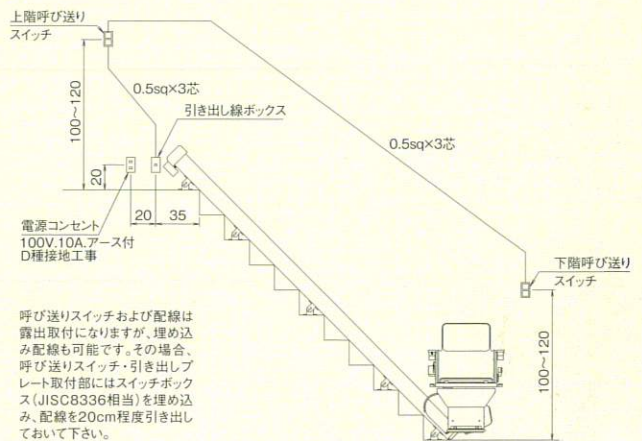 上階呼び送り
スイッチ
100~120
0.5sq×3芯
引き出し線ボックス
0.5sq×3芯
20
20
35
電源コンセント
100V.10A.アース付
D種接地工事
下階呼び送り
スイッチ
100~120
呼び送りスイッチおよび配線は
露出取付になりますが、埋め込
み配線も可能です。その場合、
呼び送りスイッチ・引き出しプ
レート取付部にはスイッチボック
ス(JISC8336相当)を埋め込
み、配線を20cm程度引き出し
ておいて下さい。